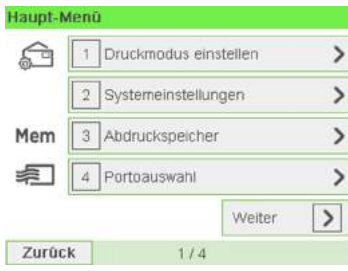 Haupt-Menü
1 Druckmodus einstellen
2 Systemeinstellungen
Mem 3 Abdruckspeicher
4 Portoauswahl
Weiter
Zurück 1 / 4